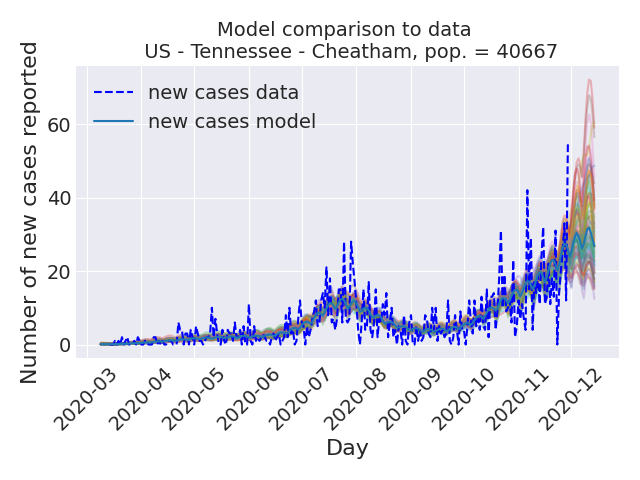 Model comparison to data
US - Tennessee - Cheatham, pop. = 40667
Number of new cases reported
new cases data
new cases model
60
40
20
0
2020-03
2020-04
2020-05
2020-06
2020-07
2020-08
2020-09
2020-10
2020-11
2020-12
Day